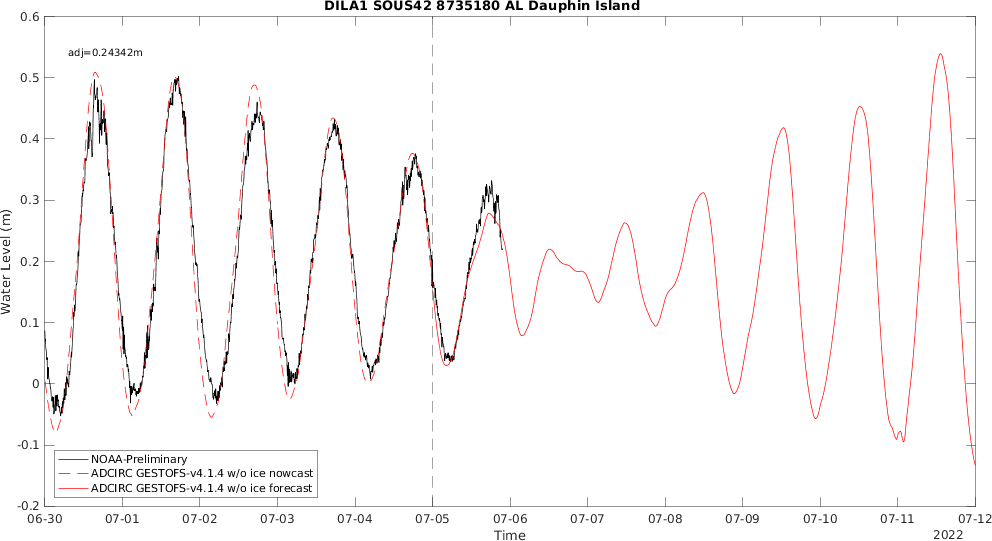 DILA1 SOUS42 8735180 AL Dauphin Island
adj=0.24342m
0.6
0.5
0.4
0.3
0.2
0.1
0
-0.1
-0.2
Water Level (m)
NOAA-Preliminary
ADCIRC GESTOFS-v4.1.4 w/o ice nowcast
ADCIRC GESTOFS-v4.1.4 w/o ice forecast
06-30 07-01 07-02 07-03 07-04 07-05 07-06 07-07 07-08 07-09 07-10 07-11 07-12
Time
2022